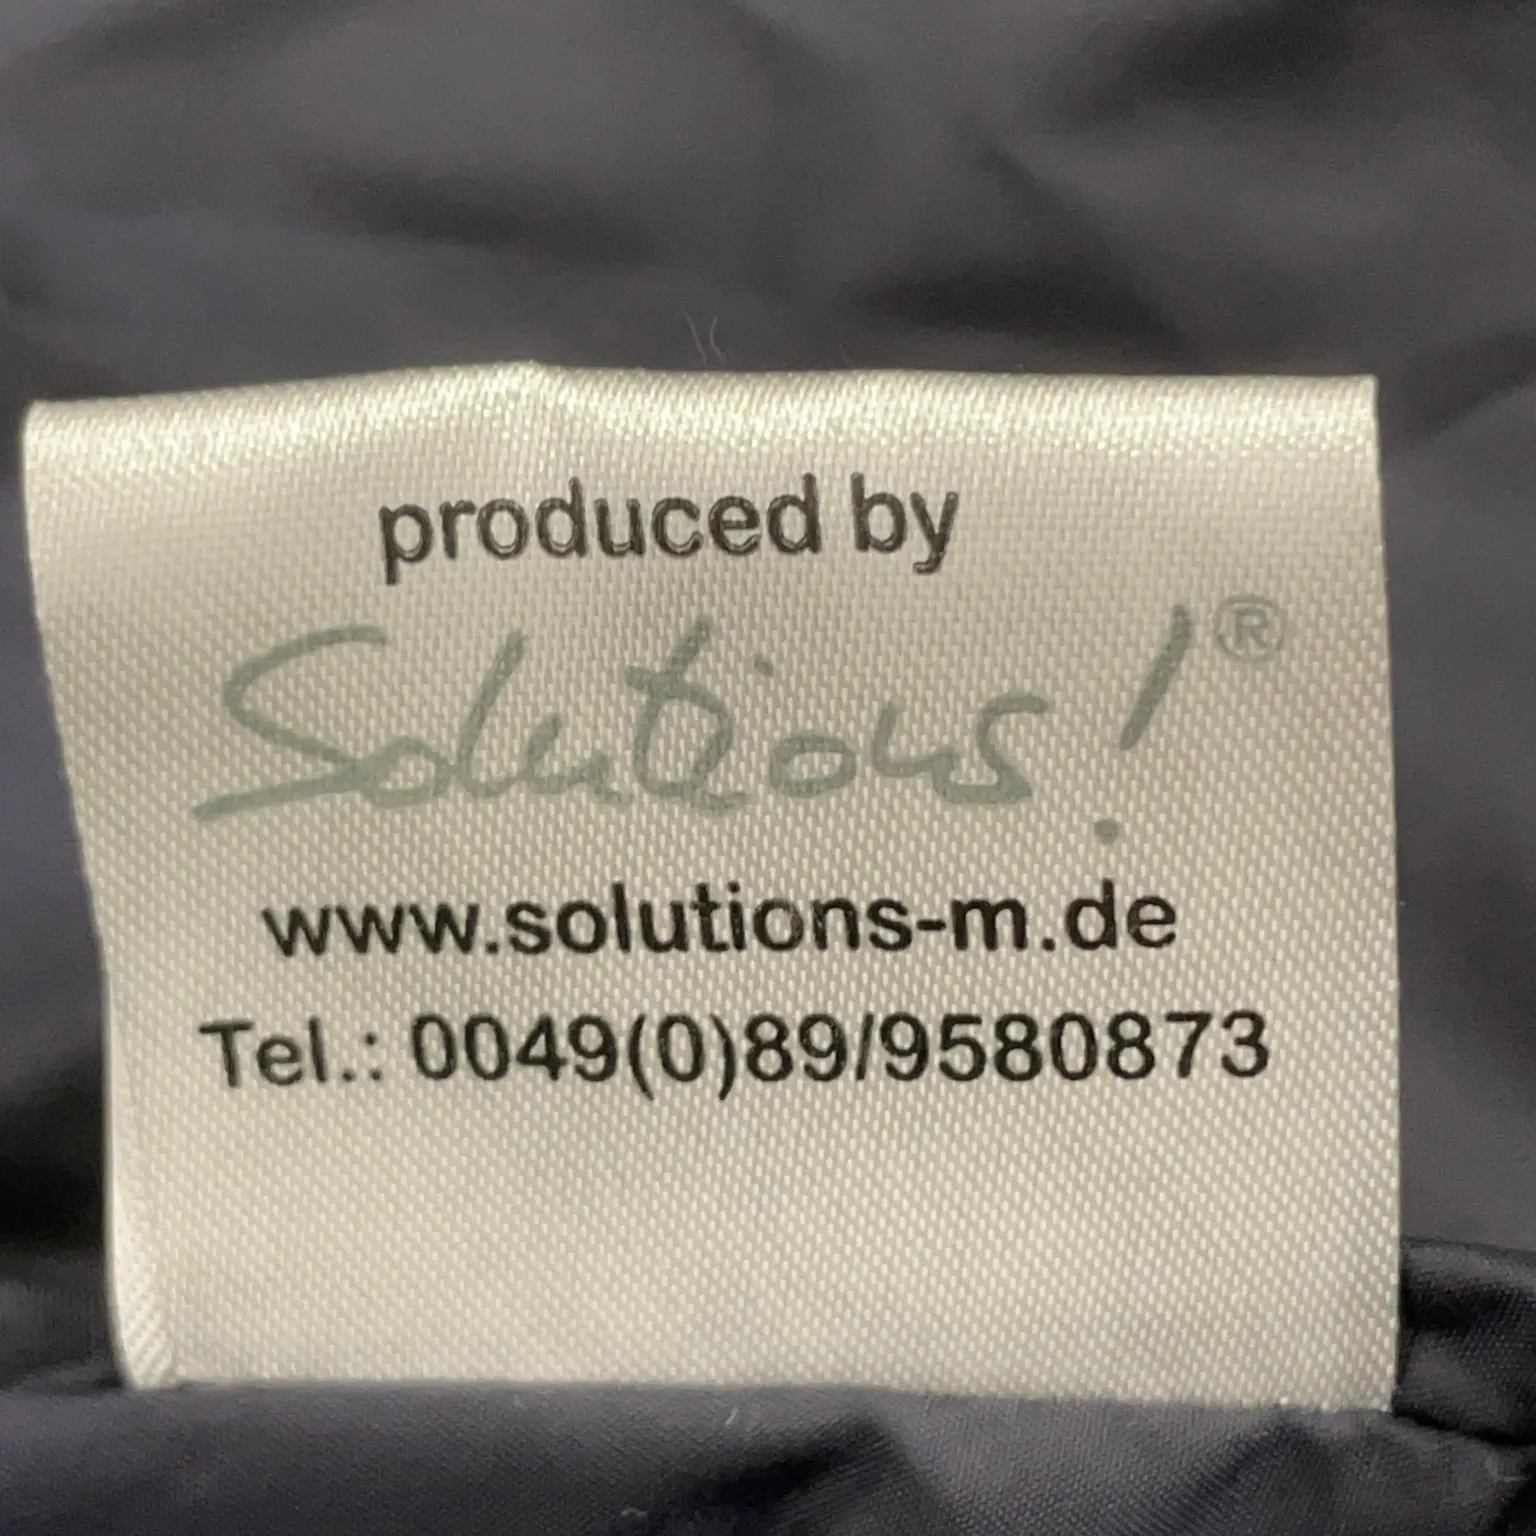 produced by
Solutions!®
www.solutions-m.de
Tel.: 0049(0)89/9580873